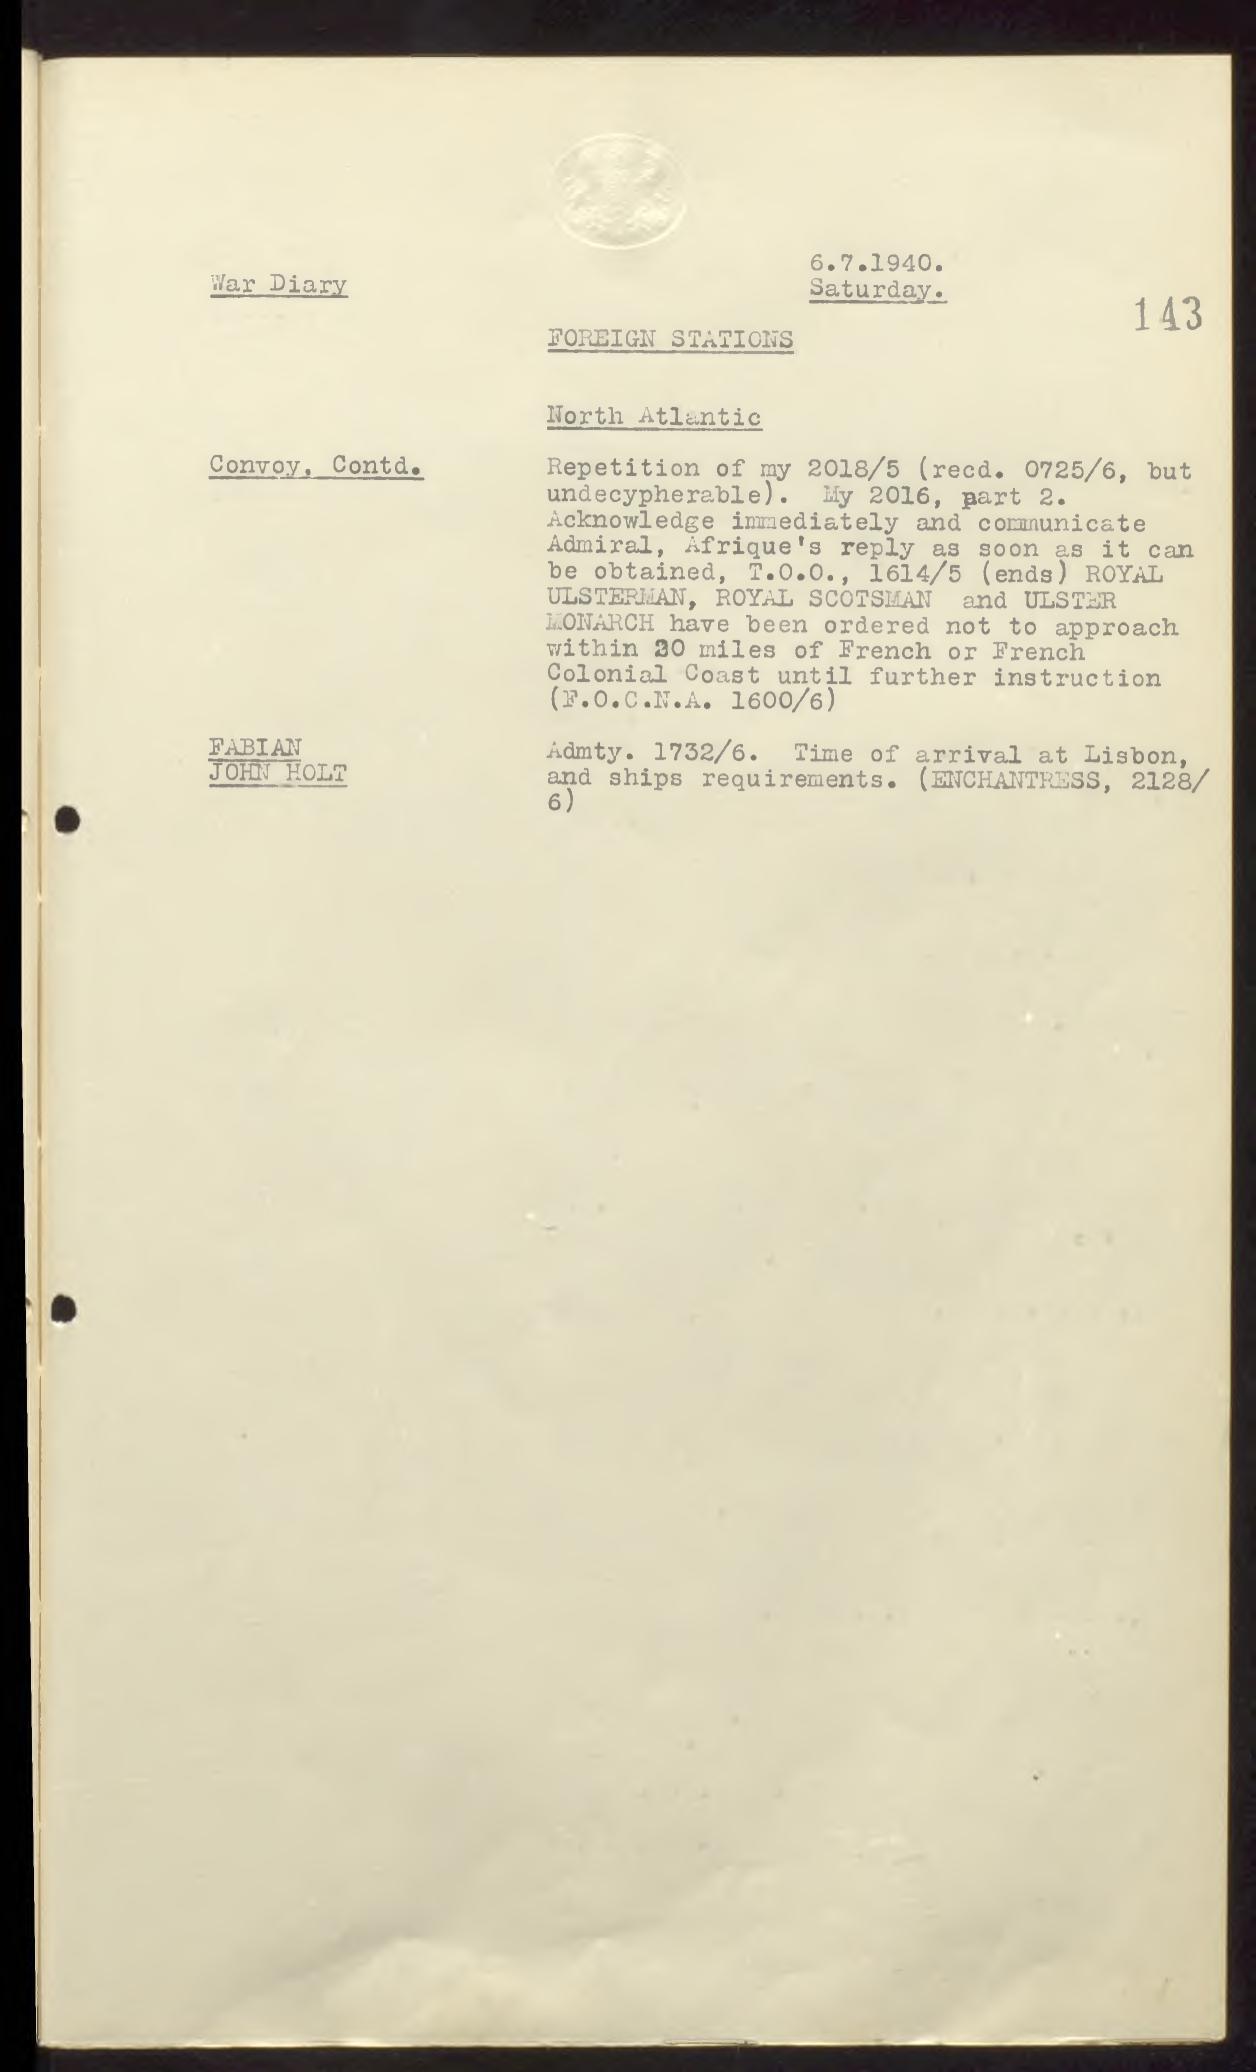 War Diary
6.7.1940.
Saturday.
143
FOREIGN STATIONS
North Atlantic
Convoy, Contd.
Repetition of my 2018/5 (recd. 0725/6, but
undecypherable). My 2016, part 2.
Acknowledge immediately and communicate
Admiral, Afrique's reply as soon as it can
be obtained, T.O.O., 1614/5 (ends) ROYAL
ULSTERMAN, ROYAL SCOTSMAN and ULSTER
MONARCH have been ordered not to approach
within miles of French or French
Colonial Coast until further instruction
(F.O.C.N.A. 1600/6)
FABIAN
JOHN HOLT
Admty. 1732/6. Time of arrival at Lisbon,
and ships requirements. (ENCHANTRESS, 2128/
6)